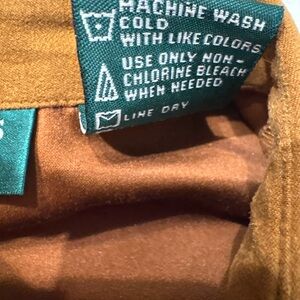 MACHINE WASH
COLD
WITH LIKE COLORS
USE ONLY NON-
CHLORINE BLEACH
WHEN NEEDED
LINE DRY
S